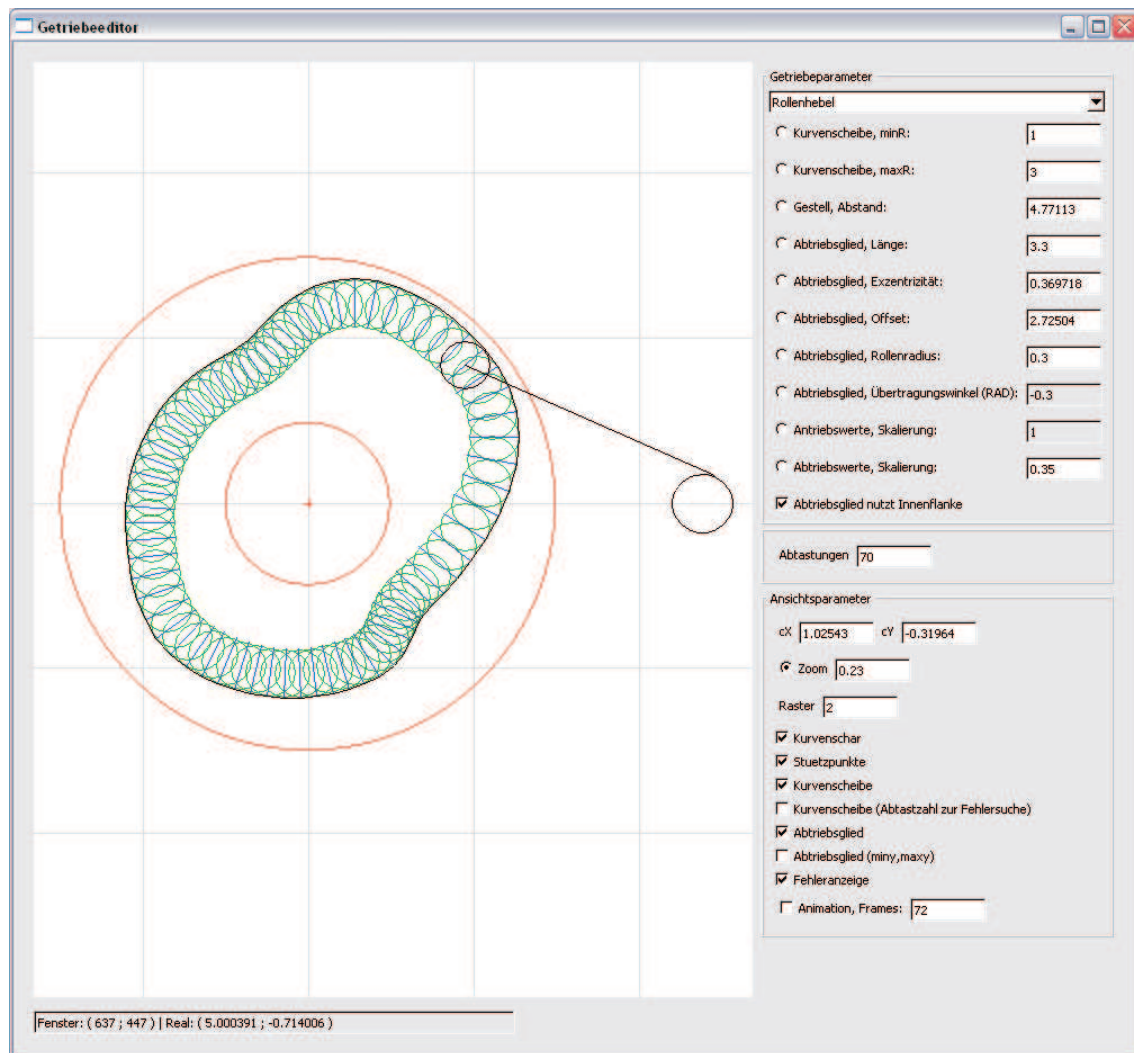 Getriebeeditor
Getriebeparameter
Rollenhebel
Kurvenscheibe, minR: 1
Kurvenscheibe, maxR: 3
Gestell, Abstand: 4.77113
Abtriebsglied, Länge: 3.3
Abtriebsglied, Exzentrizität: 0.369718
Abtriebsglied, Offset: 2.72504
Abtriebsglied, Rollenradius: 0.3
Abtriebsglied, Übertragungswinkel (RAD): -0.3
Antriebswerte, Skalierung: 1
Abtriebswerte, Skalierung: 0.35
Abtriebsglied nutzt Innenflanke
Abtastungen 70
Ansichtsparameter
cX 1.02543 cY -0.31964
Zoom 0.23
Raster 2
Kurvenschar
Stuetzpunkte
Kurvenscheibe
Kurvenscheibe (Abtastzahl zur Fehlersuche)
Abtriebsglied
Abtriebsglied (miny,maxy)
Fehleranzeige
Animation, Frames: 72
Fenster: ( 637 ; 447 ) | Real: ( 5.000391 ; -0.714006 )